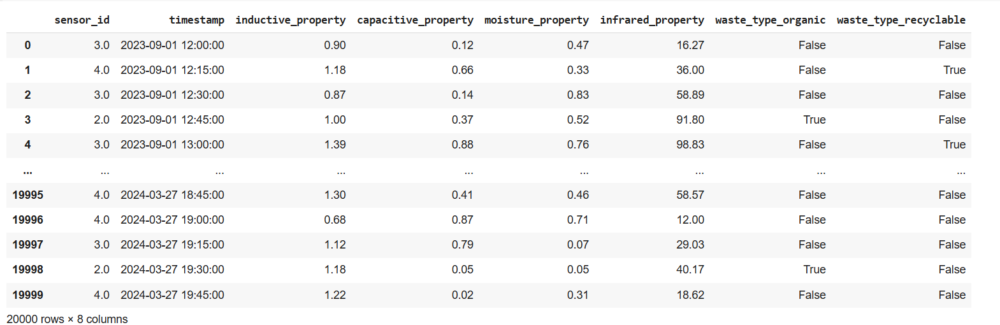 sensor_id timestamp inductive_property capacitive_property moisture_property infrared_property waste_type_organic waste_type_recyclable
0 3.0 2023-09-01 12:00:00 0.90 0.12 0.47 16.27 False False
1 4.0 2023-09-01 12:15:00 1.18 0.66 0.33 36.00 False True
2 3.0 2023-09-01 12:30:00 0.87 0.14 0.83 58.89 False False
3 2.0 2023-09-01 12:45:00 1.00 0.37 0.52 91.80 True False
4 3.0 2023-09-01 13:00:00 1.39 0.88 0.76 98.83 False True
... ... ... ... ... ... ... ... ...
19995 4.0 2024-03-27 18:45:00 1.30 0.41 0.46 58.57 False False
19996 4.0 2024-03-27 19:00:00 0.68 0.87 0.71 12.00 False False
19997 3.0 2024-03-27 19:15:00 1.12 0.79 0.07 29.03 False False
19998 2.0 2024-03-27 19:30:00 1.18 0.05 0.05 40.17 True False
19999 4.0 2024-03-27 19:45:00 1.22 0.02 0.31 18.62 False False
20000 rows × 8 columns